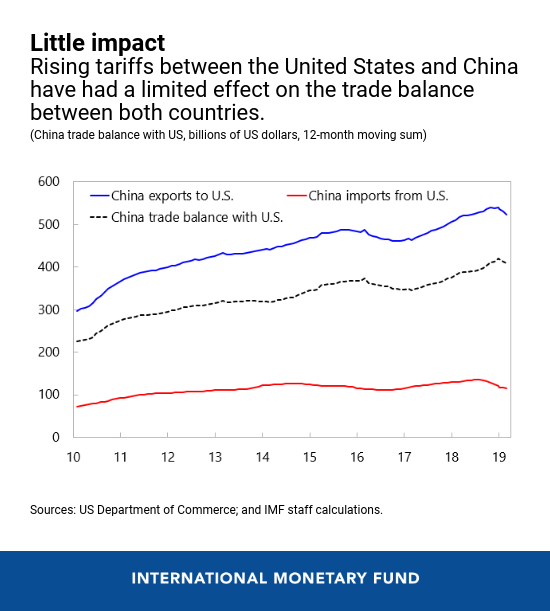 Little impact
Rising tariffs between the United States and China
have had a limited effect on the trade balance
between both countries.
(China trade balance with US, billions of US dollars, 12-month moving sum)
600
China exports to U.S.
China imports from U.S.
China trade balance with U.S.
500
400
300
200
100
0
10 11 12 13 14 15 16 17 18 19
Sources: US Department of Commerce; and IMF staff calculations.
INTERNATIONAL MONETARY FUND